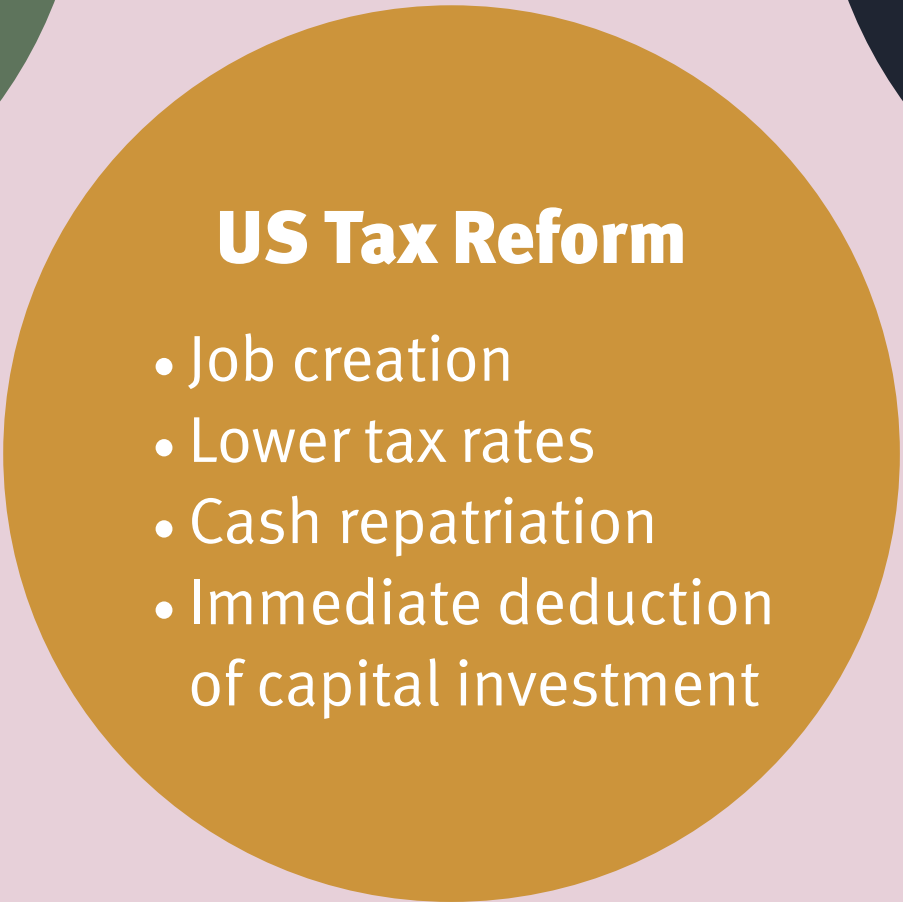 US Tax Reform
• Job creation
• Lower tax rates
• Cash repatriation
• Immediate deduction
of capital investment